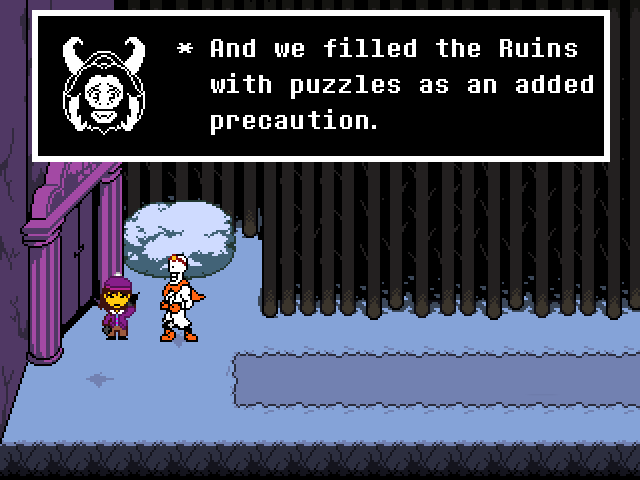 * And we filled the Ruins
with puzzles as an added
precaution.